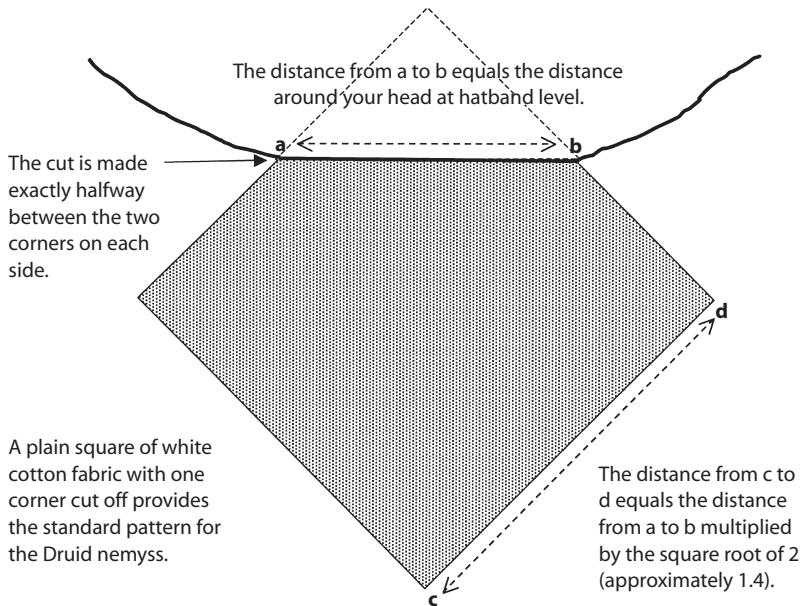 The distance from a to b equals the distance
around your head at hatband level.
a
b
The cut is made
exactly halfway
between the two
corners on each
side.
d
A plain square of white
cotton fabric with one
corner cut off provides
the standard pattern for
the Druid nemyss.
The distance from c to
d equals the distance
from a to b multiplied
by the square root of 2
(approximately 1.4).
c